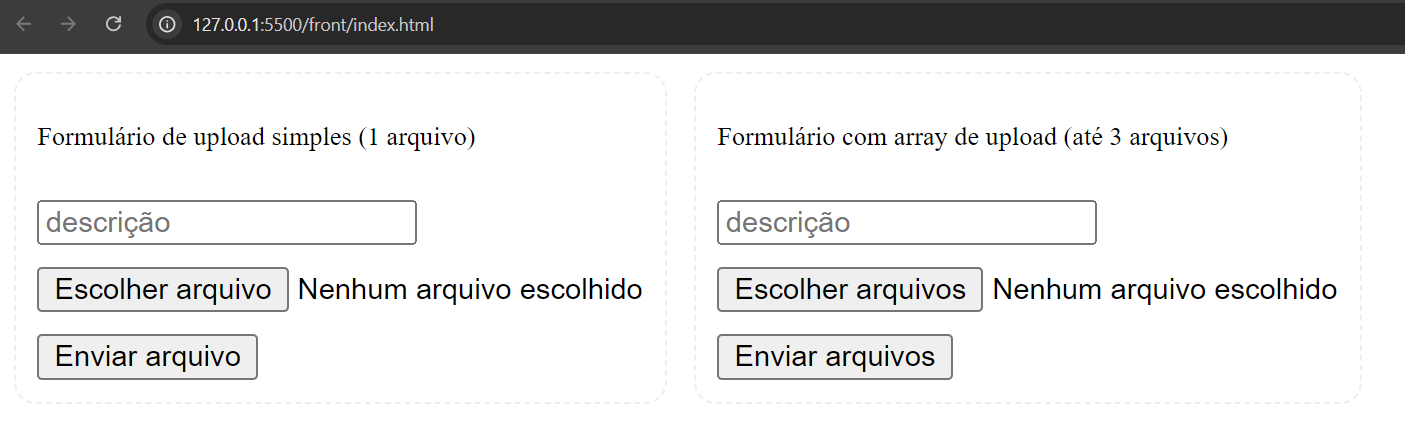 127.0.0.1:5500/front/index.html
Formulário de upload simples (1 arquivo)
descrição
Escolher arquivo Nenhum arquivo escolhido
Enviar arquivo
Formulário com array de upload (até 3 arquivos)
descrição
Escolher arquivos Nenhum arquivo escolhido
Enviar arquivos